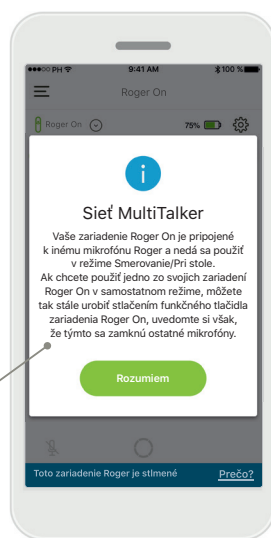 ●●●○○ PH 9:41 AM 100 %
Roger On
Roger On 75%
i
Sieť MultiTalker
Vaše zariadenie Roger On je pripojené
k inému mikrofónu Roger a nedá sa použiť
v režime Smerovanie/Pri stole.
Ak chcete použiť jedno zo svojich zariadení
Roger On v samostatnom režime, môžete
tak stále urobiť stlačením funkčného tlačidla
zariadenia Roger On, uvedomte si však,
že týmto sa zamknú ostatné mikrofóny.
Rozumiem
Toto zariadenie Roger je stlmené Prečo?